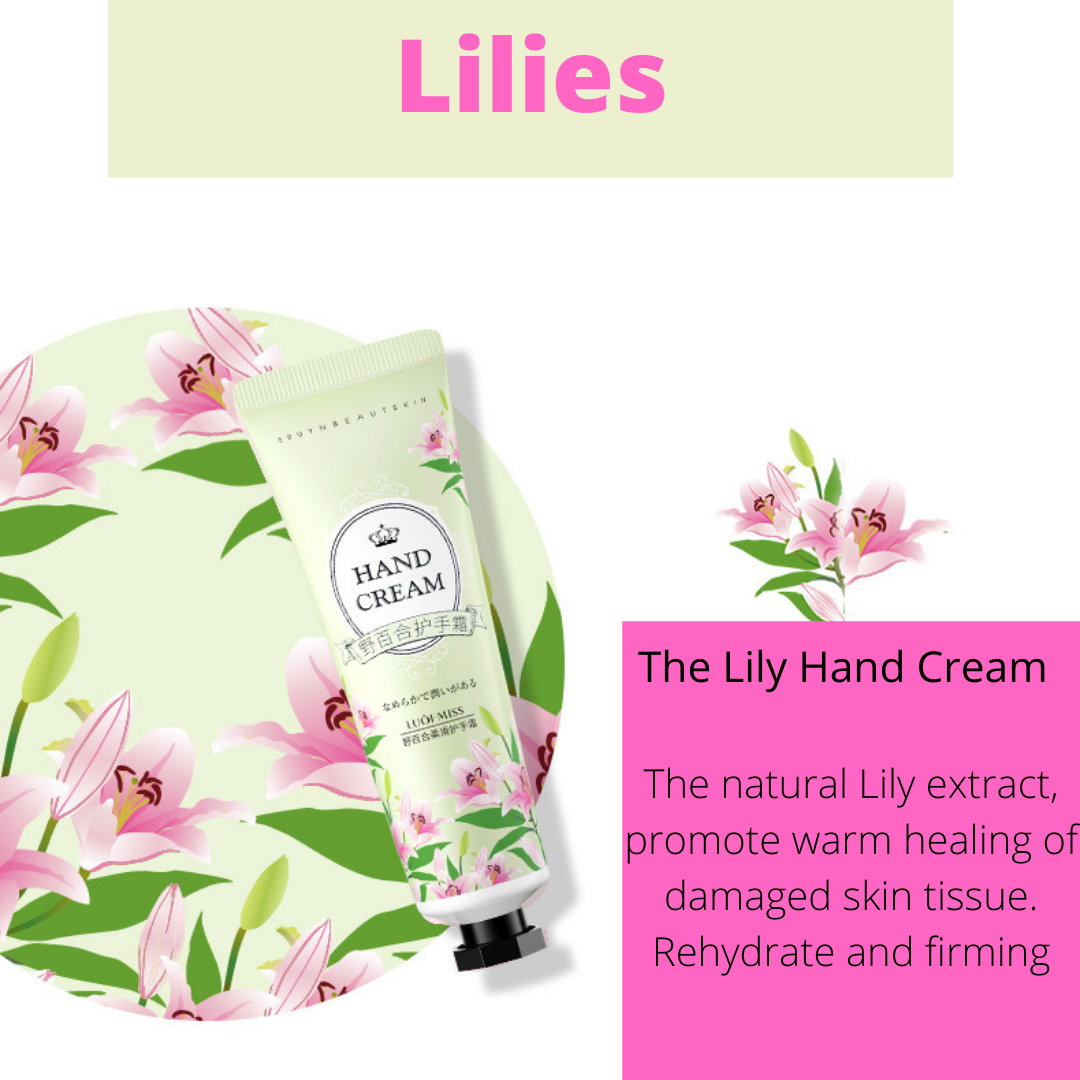 Lilies
HAND
CREAM
野百合护手霜
なめらかで潤いがある
LUOFMISS
野百合柔滑护手霜
The Lily Hand Cream
The natural Lily extract,
promote warm healing of
damaged skin tissue.
Rehydrate and firming